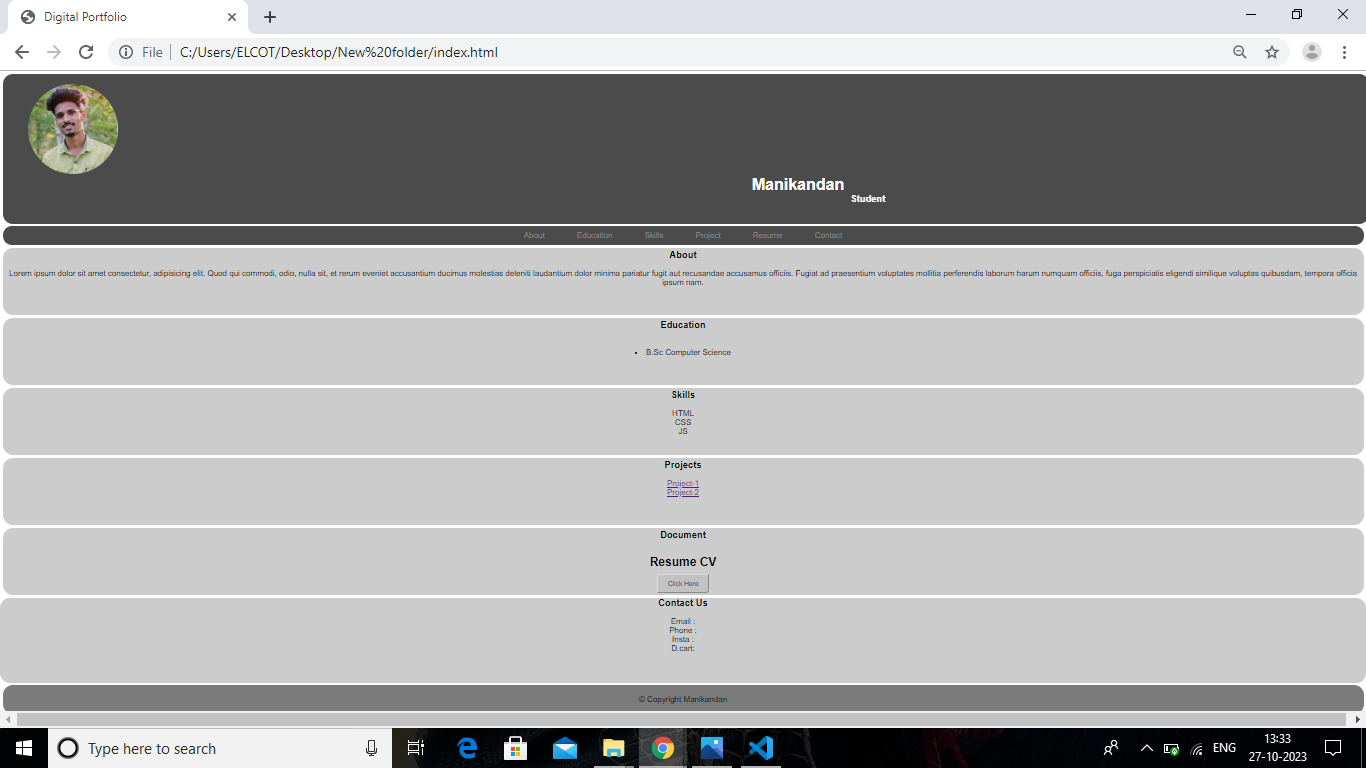 Digital Portfolio
File
C:/Users/ELCOT/Desktop/New%20folder/index.html
Manikandan
Student
About Education Skills Project Resume Contact
About
Lorem ipsum dolor sit amet consectetur, adipisicing elit. Quod qui commodi, odio, nulla sit, et rerum eveniet accusantium ducimus molestias deleniti laudantium dolor minima pariatur fugit aut recusandae accusamus officiis. Fugiat ad praesentium voluptates mollitia perferendis laborum harum numquam officiis, fuga perspiciatis eligendi similique voluptas quibusdam, tempora officia
ipsum nam.
Education
• B.Sc Computer Science
Skills
HTML
CSS
JS
Projects
Project-1
Project-2
Document
Resume CV
Click Here
Contact Us
Email :
Phone :
Insta :
D.cart:
© Copyright Manikandan
Type here to search
ENG
13:33
27-10-2023